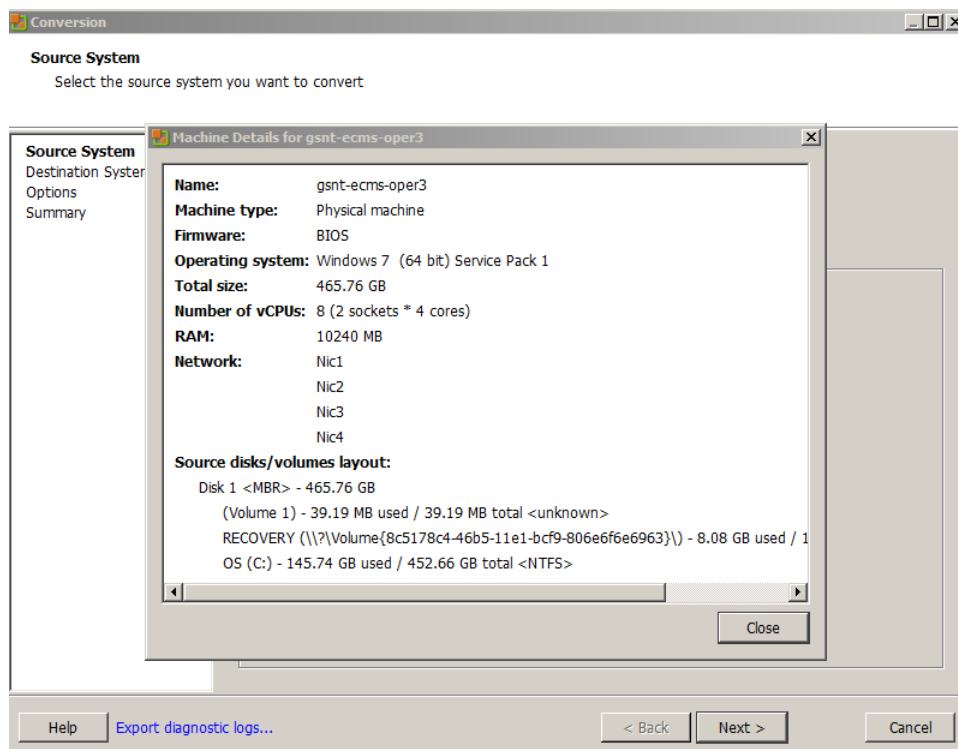 Conversion
Source System
Select the source system you want to convert
Source System
Destination System
Options
Summary
Machine Details for gsnt-ecms-oper3
Name: gsnt-ecms-oper3
Machine type: Physical machine
Firmware: BIOS
Operating system: Windows 7 (64 bit) Service Pack 1
Total size: 465.76 GB
Number of vCPUs: 8 (2 sockets * 4 cores)
RAM: 10240 MB
Network: Nic1
Nic2
Nic3
Nic4
Source disks/volumes layout:
Disk 1 <MBR> - 465.76 GB
(Volume 1) - 39.19 MB used / 39.19 MB total <unknown>
RECOVERY (\\?\Volume{8c5178c4-46b5-11e1-bcf9-806e6f6e6963}\) - 8.08 GB used / 1
OS (C:) - 145.74 GB used / 452.66 GB total <NTFS>
Close
Help Export diagnostic logs... < Back Next > Cancel